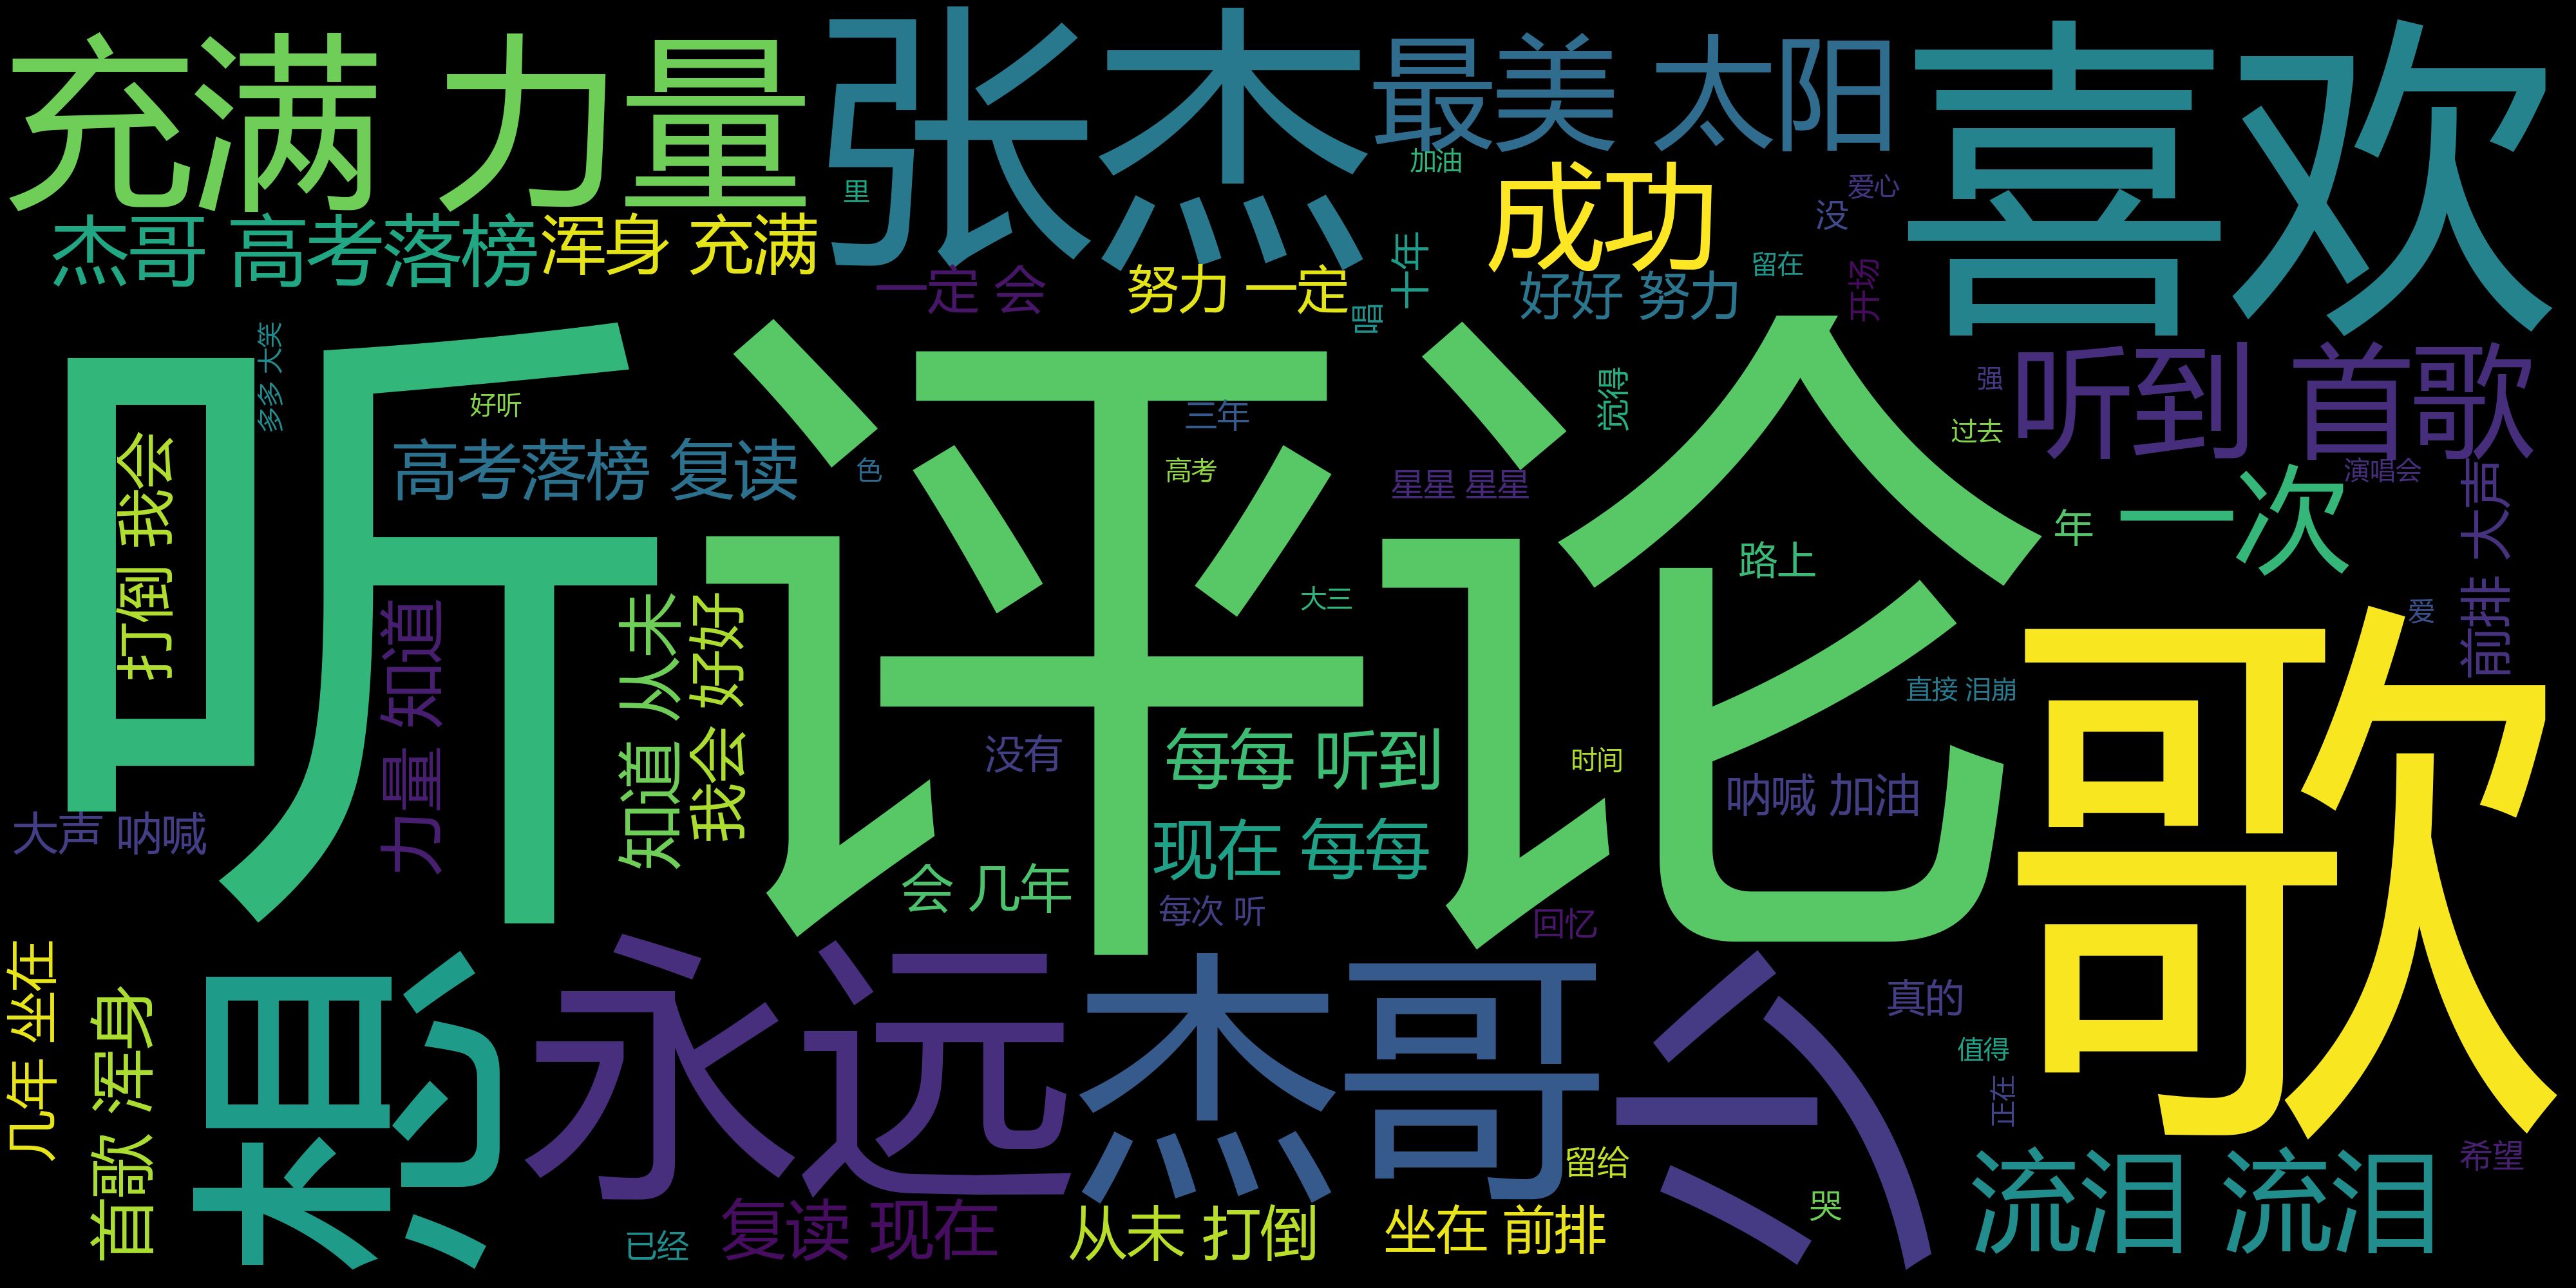 充满 力量
张杰
最美 太阳
喜欢
加油
里
成功
爱心
没
杰哥 高考落榜
浑身 充满
一定 会
努力 一定
十年
唱
好好 努力
留在
开场
听
评论
多多 大笑
好听
三年
觉得
强
听到 首歌
过去
打倒 我会
高考落榜 复读
色
高考
星星 星星
演唱会
一次
年
前排 大声
路上
大三
爱
歌
力量 知道
知道 从未
我会 好好
直接 泪崩
没有
每每 听到
时间
呐喊 加油
大声 呐喊
现在 每每
会 几年
每次 听
回忆
几年 坐在
首歌 浑身
想
永远
杰哥
今
真的
值得
正在
流泪 流泪
希望
留给
哭
已经
复读 现在
从未 打倒
坐在 前排